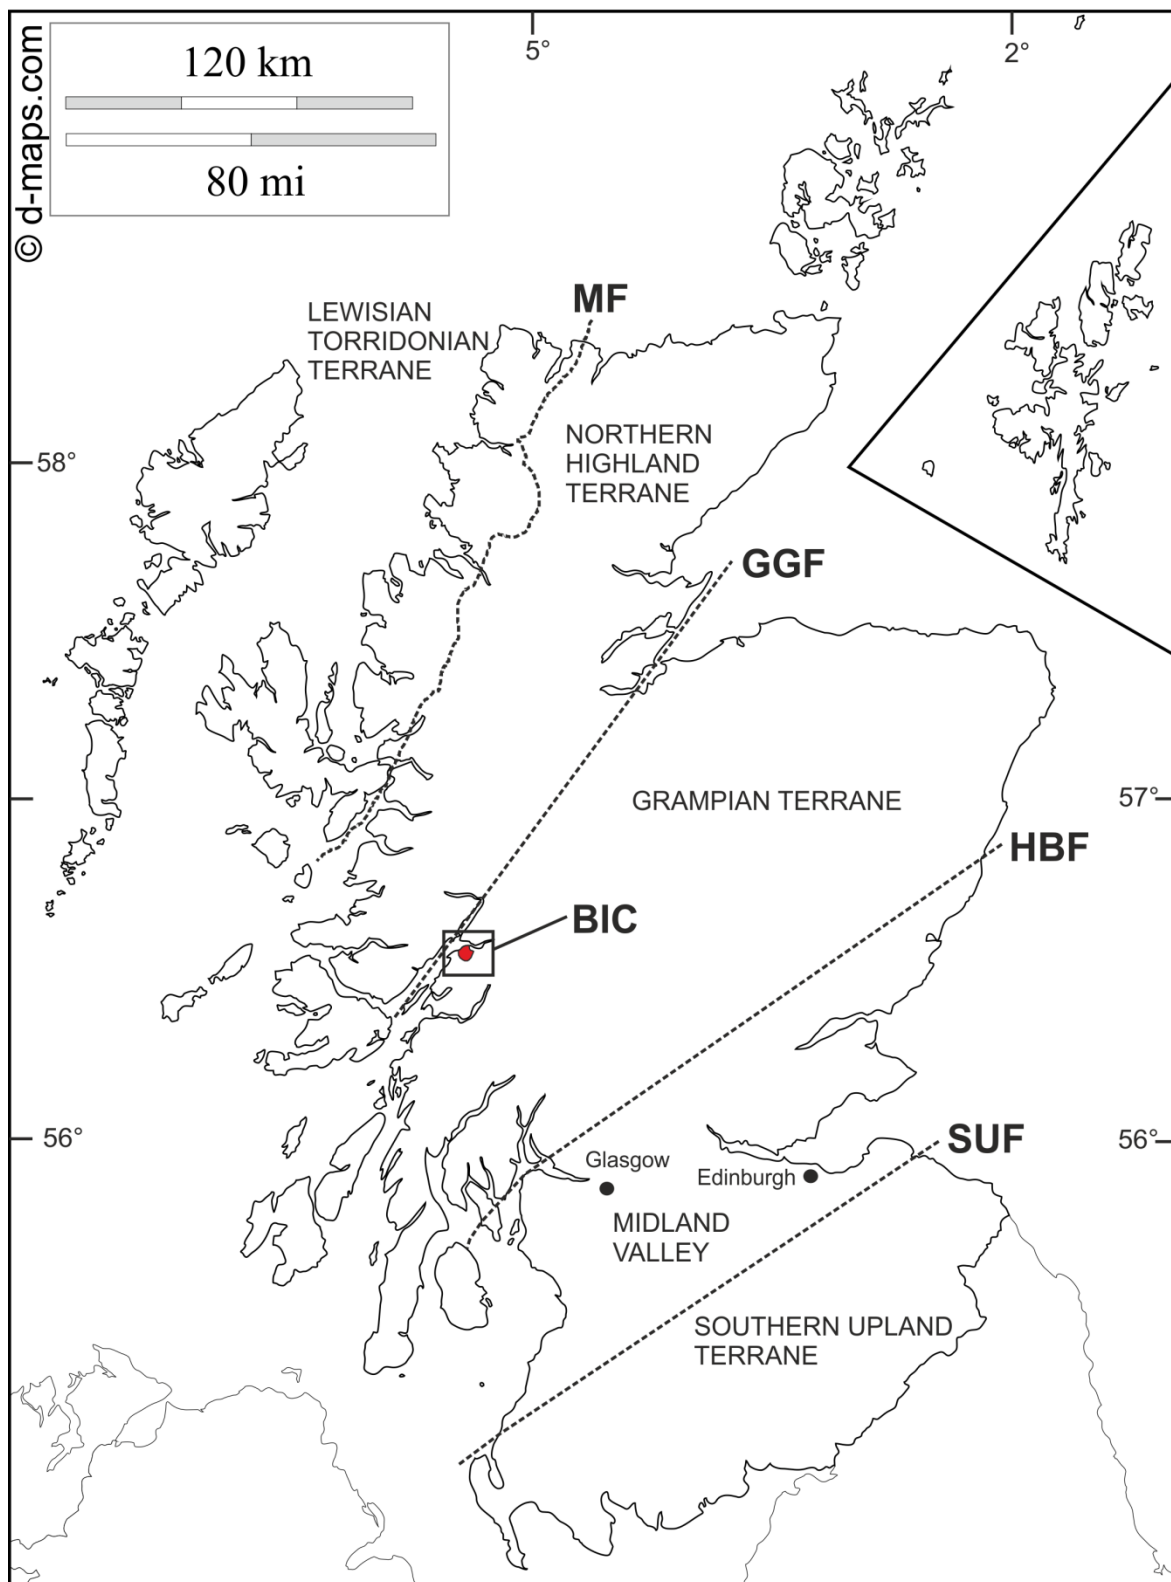 © d-maps.com
120 km
80 mi
5°
2°
LEWISIAN
TORRIDONIAN
TERRANE
MF
NORTHERN
HIGHLAND
TERRANE
58°
GGF
GRAMPIAN TERRANE
57°
HBF
BIC
56°
56°
SUF
Glasgow
Edinburgh
MIDLAND
VALLEY
SOUTHERN UPLAND
TERRANE